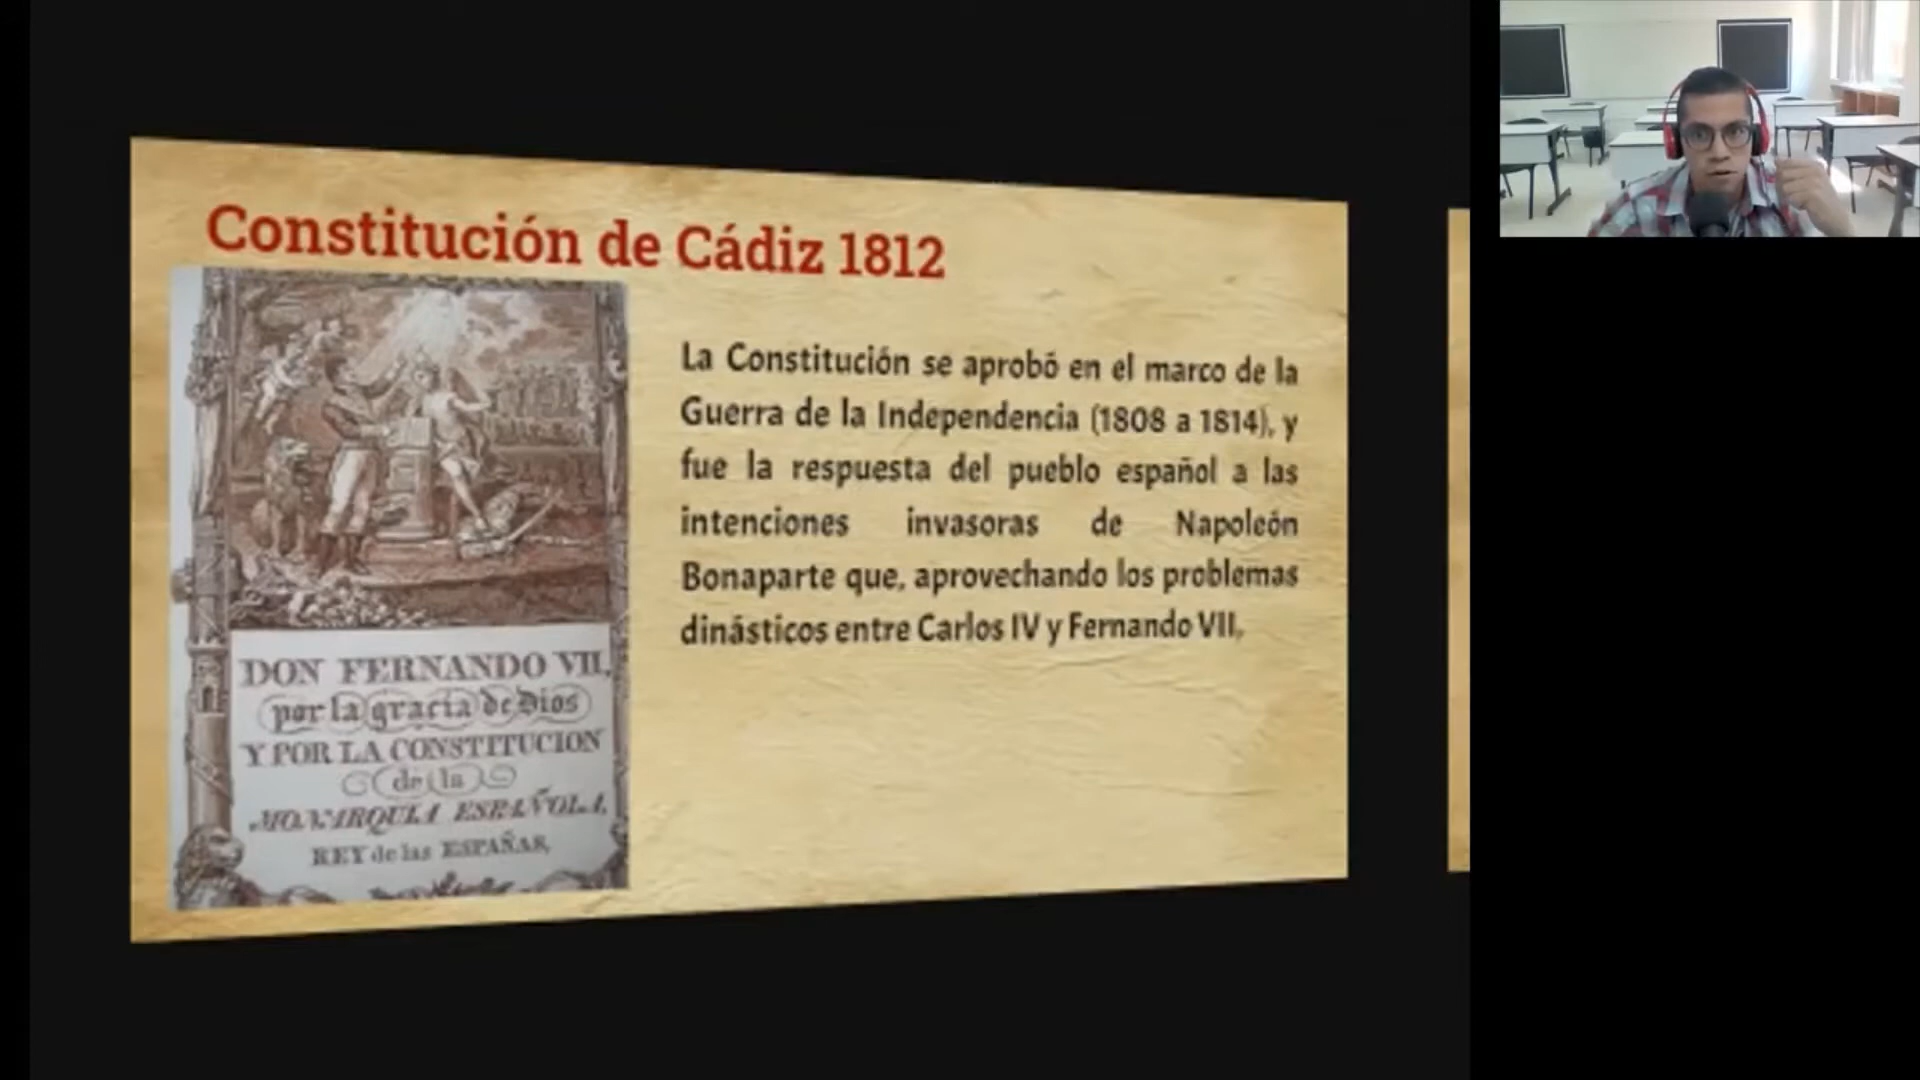 Constitución de Cádiz 1812
La Constitución se aprobó en el marco de la
Guerra de la Independencia (1808 a 1814), y
fue la respuesta del pueblo español a las
intenciones invasoras de Napoleón
Bonaparte que, aprovechando los problemas
dinásticos entre Carlos IV y Fernando VII,
DON FERNANDO VII,
por la gracia de Dios
Y POR LA CONSTITUCION
de la
MONARQUIA ESPAÑOLA,
REY de las ESPAÑAS,